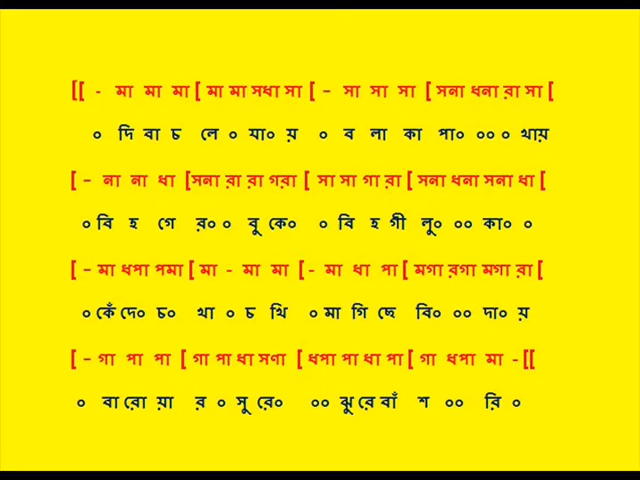 [[ - মা মা মা [ মা মা সধা সা [ – সা সা সা [ সনা ধনা রা সা [
০ দি বা চ লে ০ যা০ য় ০ ব লা কা পা০ ০০ ০ খায়
[ – না না ধা [সনা রা রা গরা [ সা সা গা রা [ সনা ধনা সনা ধা [
০ বি হ গে র০ ০ বু কে০ ০ বি হ গী লু০ ০০ কা০ ০
[ – মা ধপা পমা [ মা - মা মা [ - মা ধা পা [ মগা রগা মগা রা [
০ কেঁ দে০ চ০ খা ০ চ খি ০ মা গি ছে বি০ ০০ দা০ য়
[ – গা পা পা [ গা পা ধা সণা [ ধপা পা ধা পা [ গা ধপা মা - [[
০ বা রো য়া র ০ সু রে০ ০০ ঝু রে বাঁ শ ০০ রি ০